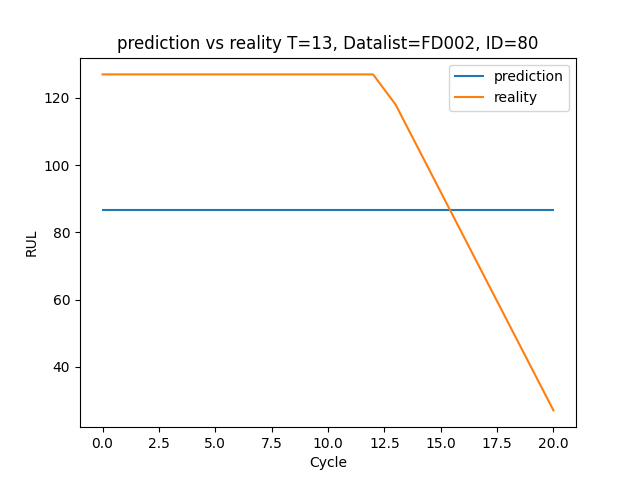 prediction vs reality T=13, Datalist=FD002, ID=80
prediction
reality
RUL
120
100
80
60
40
0.0 2.5 5.0 7.5 10.0 12.5 15.0 17.5 20.0
Cycle